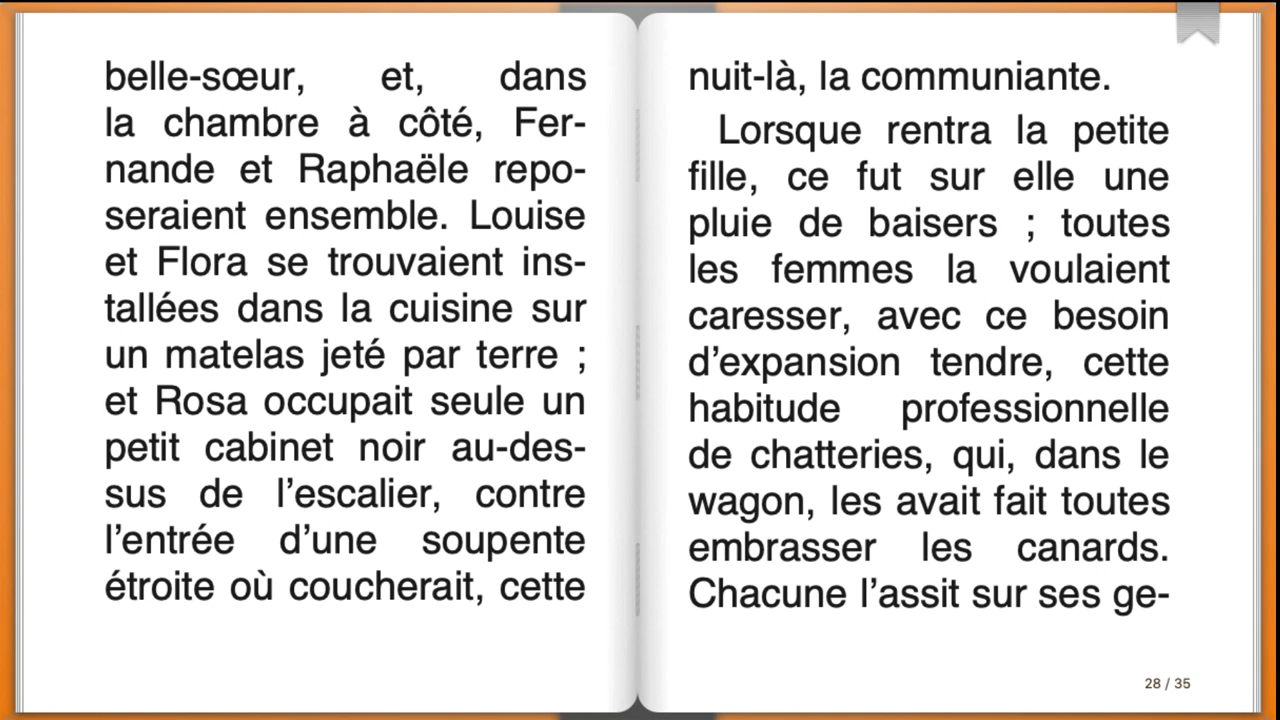 belle-sœur, et, dans
la chambre à côté, Fer-
nande et Raphaële repo-
seraient ensemble. Louise
et Flora se trouvaient ins-
tallées dans la cuisine sur
un matelas jeté par terre ;
et Rosa occupait seule un
petit cabinet noir au-des-
sus de l’escalier, contre
l’entrée d’une soupente
étroite où coucherait, cette
nuit-là, la communiante.
Lorsque rentra la petite
fille, ce fut sur elle une
pluie de baisers ; toutes
les femmes la voulaient
caresser, avec ce besoin
d’expansion tendre, cette
habitude professionnelle
de chatteries, qui, dans le
wagon, les avait fait toutes
embrasser les canards.
Chacune l’assit sur ses ge-
28 / 35